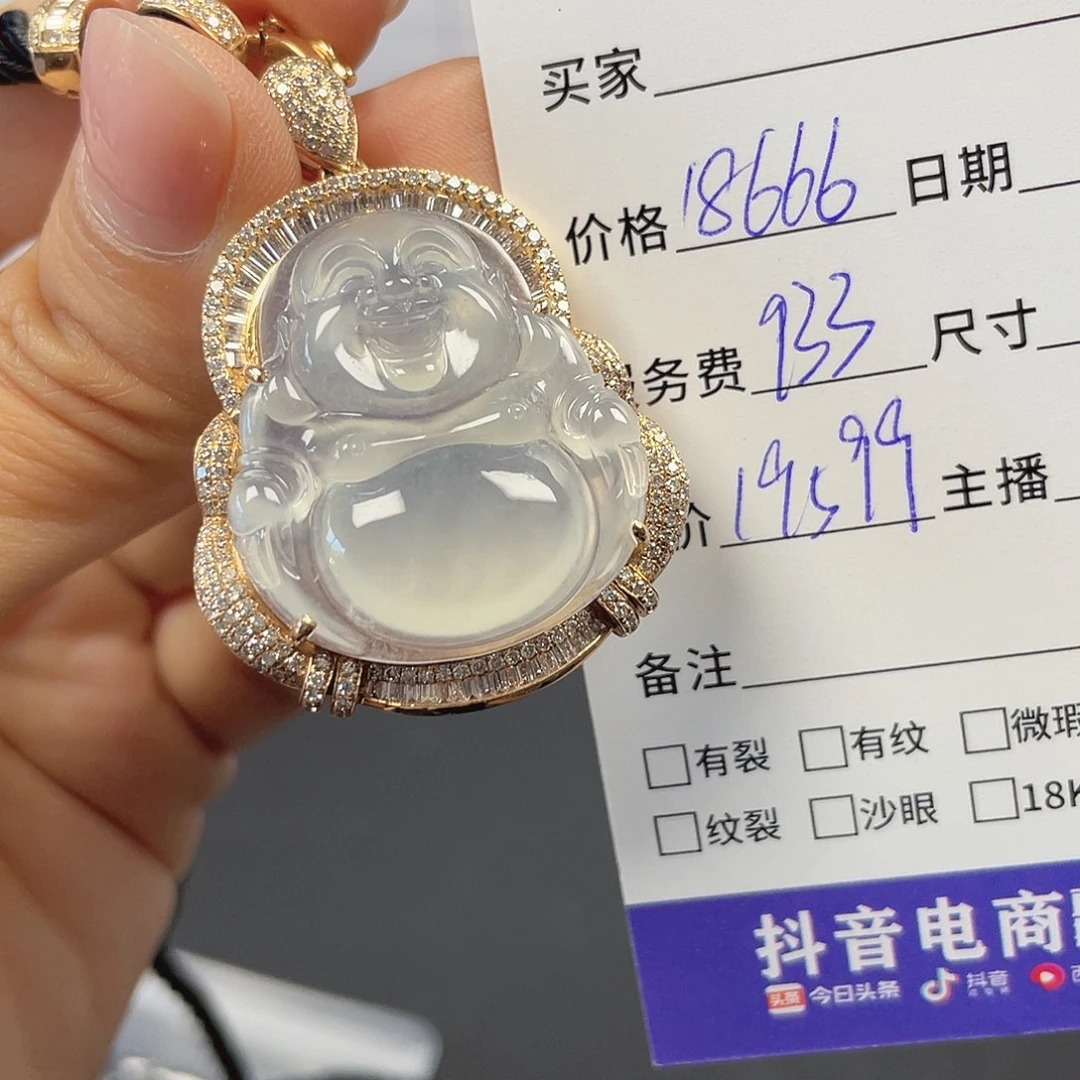 买家
价格 18666 日期
务费 933 尺寸
价 19599 主播
备注
有裂 有纹 微瑕
纹裂 沙眼 18K
抖音电商
头条 今日头条 抖音 西